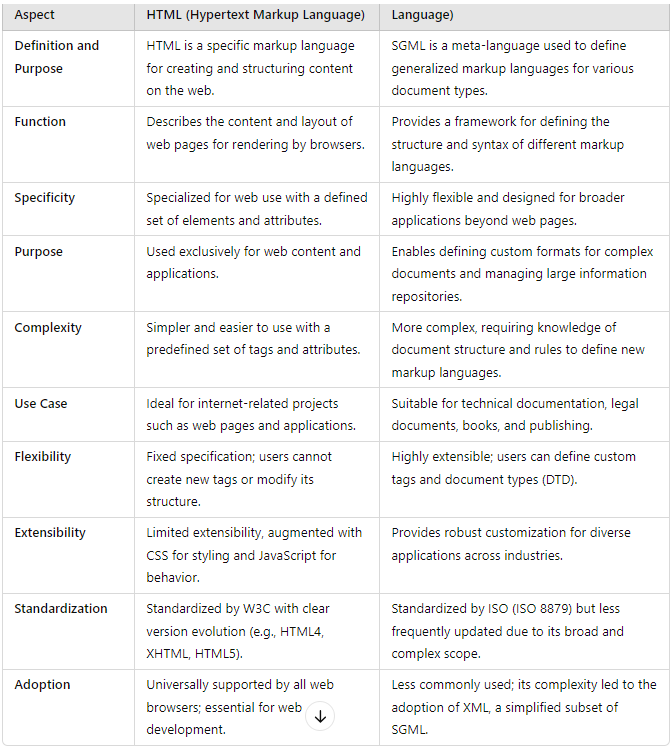 Aspect HTML (Hypertext Markup Language) Language)
Definition and Purpose
HTML is a specific markup language
for creating and structuring content
on the web.
SGML is a meta-language used to define
generalized markup languages for various
document types.
Function
Describes the content and layout of
web pages for rendering by browsers.
Provides a framework for defining the
structure and syntax of different markup
languages.
Specificity
Specialized for web use with a defined
set of elements and attributes.
Highly flexible and designed for broader
applications beyond web pages.
Purpose
Used exclusively for web content and
applications.
Enables defining custom formats for complex
documents and managing large information
repositories.
Complexity
Simpler and easier to use with a
predefined set of tags and attributes.
More complex, requiring knowledge of
document structure and rules to define new
markup languages.
Use Case
Ideal for internet-related projects
such as web pages and applications.
Suitable for technical documentation, legal
documents, books, and publishing.
Flexibility
Fixed specification; users cannot
create new tags or modify its
structure.
Highly extensible; users can define custom
tags and document types (DTD).
Extensibility
Limited extensibility, augmented with
CSS for styling and JavaScript for
behavior.
Provides robust customization for diverse
applications across industries.
Standardization
Standardized by W3C with clear
version evolution (e.g., HTML4,
XHTML, HTML5).
Standardized by ISO (ISO 8879) but less
frequently updated due to its broad and
complex scope.
Adoption
Universally supported by all web
browsers; essential for web
development.
Less commonly used; its complexity led to the
adoption of XML, a simplified subset of
SGML.